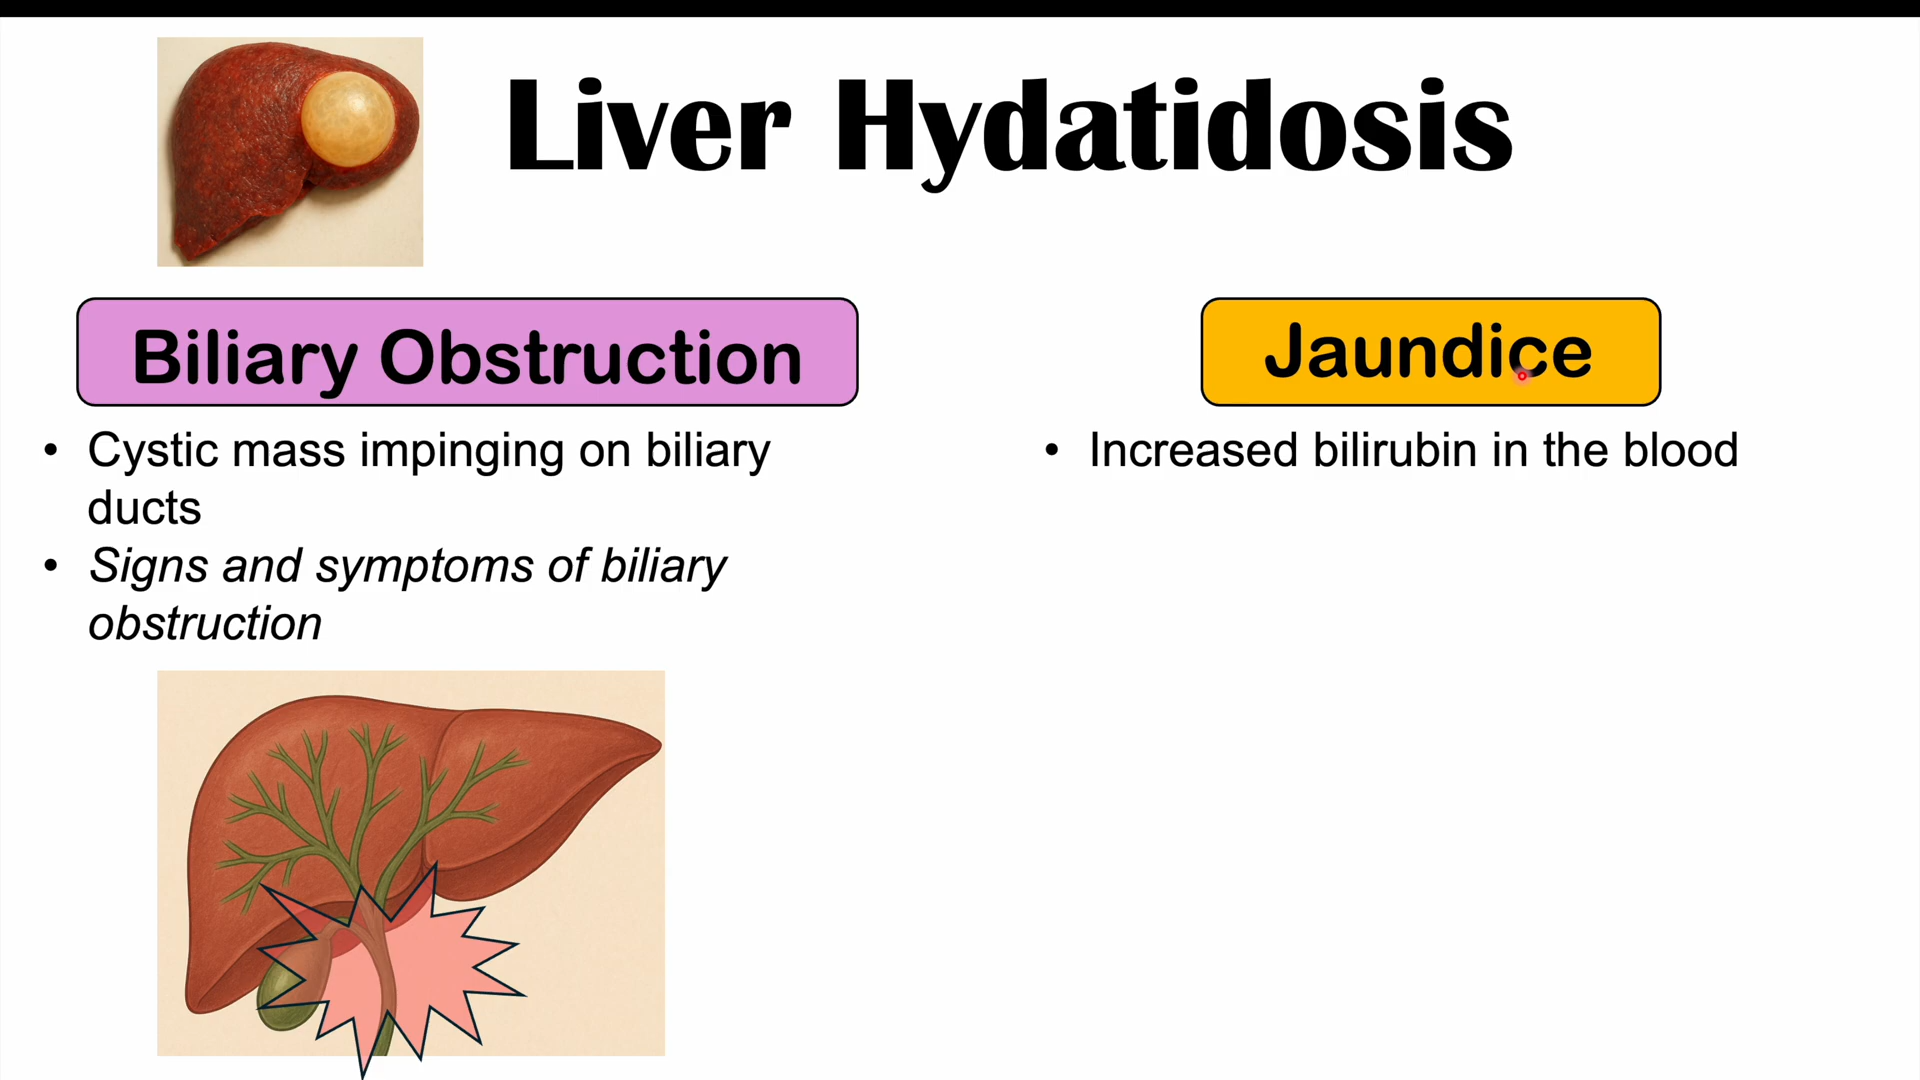 Liver Hydatidosis
Biliary Obstruction
• Cystic mass impinging on biliary
ducts
• Signs and symptoms of biliary
obstruction
Jaundice
• Increased bilirubin in the blood